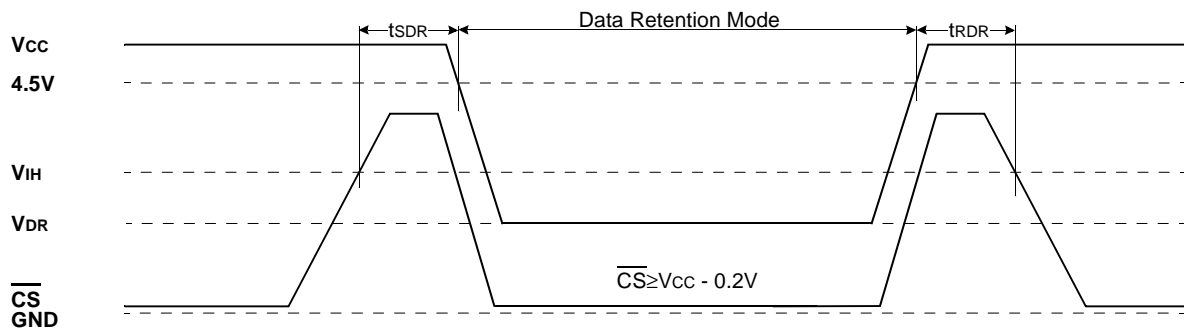 Data Retention Mode
tSDR
tRDR
VCC
4.5V
VIH
VDR
CS≥VCC - 0.2V
CS
GND